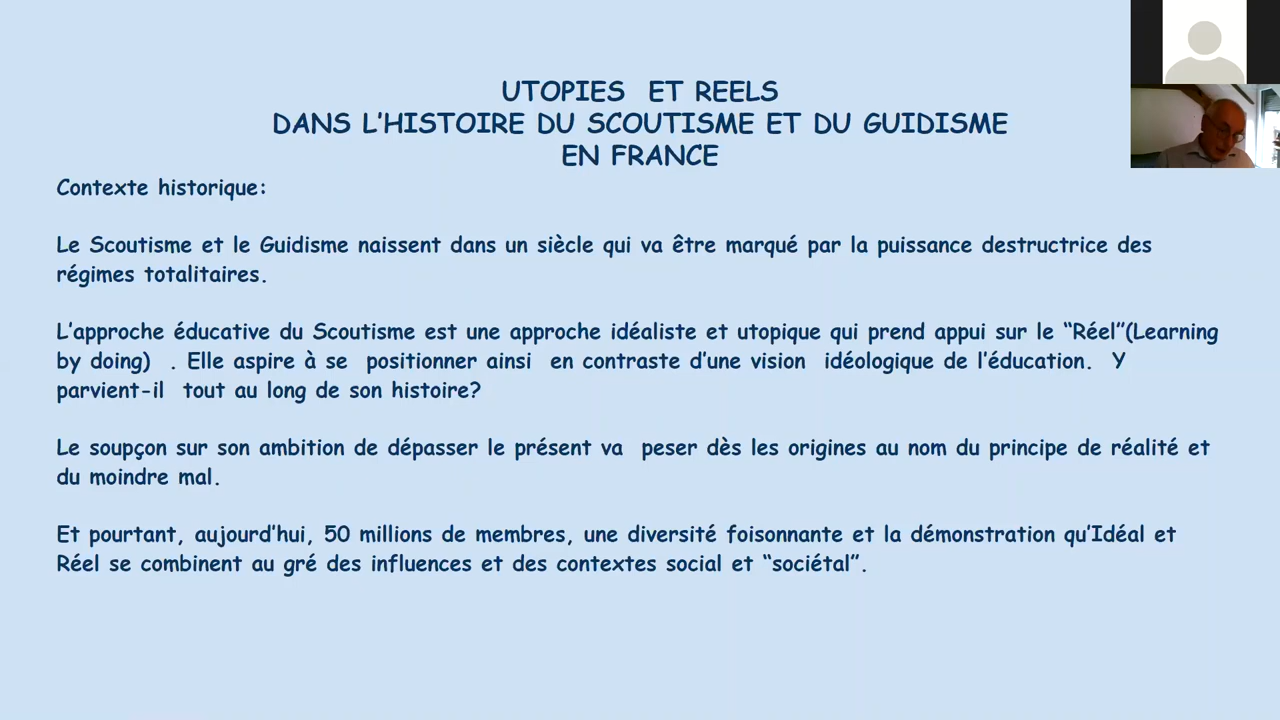 UTOPIES ET REELS
DANS L'HISTOIRE DU SCOUTISME ET DU GUIDISME
EN FRANCE
Contexte historique:
Le Scoutisme et le Guidisme naissent dans un siècle qui va être marqué par la puissance destructrice des
régimes totalitaires.
L'approche éducative du Scoutisme est une approche idéaliste et utopique qui prend appui sur le “Réel”(Learning
by doing) . Elle aspire à se positionner ainsi en contraste d'une vision idéologique de l'éducation. Y
parvient-il tout au long de son histoire?
Le soupçon sur son ambition de dépasser le présent va peser dès les origines au nom du principe de réalité et
du moindre mal.
Et pourtant, aujourd'hui, 50 millions de membres, une diversité foisonnante et la démonstration qu'Idéal et
Réel se combinent au gré des influences et des contextes social et “sociétal”.